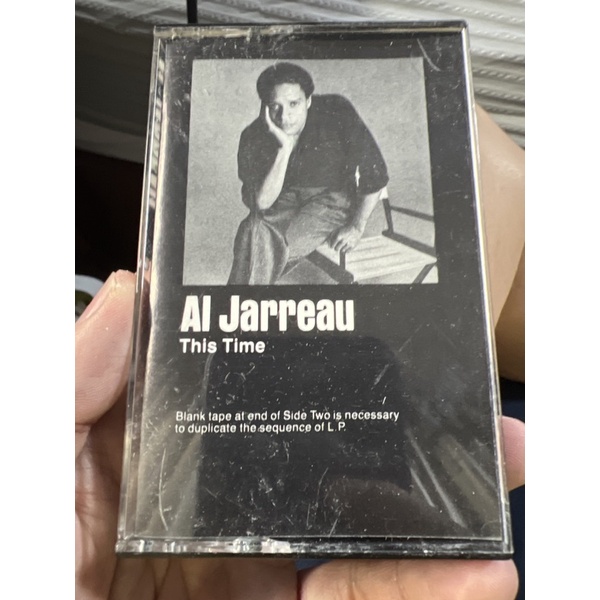 Al Jarreau
This Time
Blank tape at end of Side Two is necessary
to duplicate the sequence of L.P.